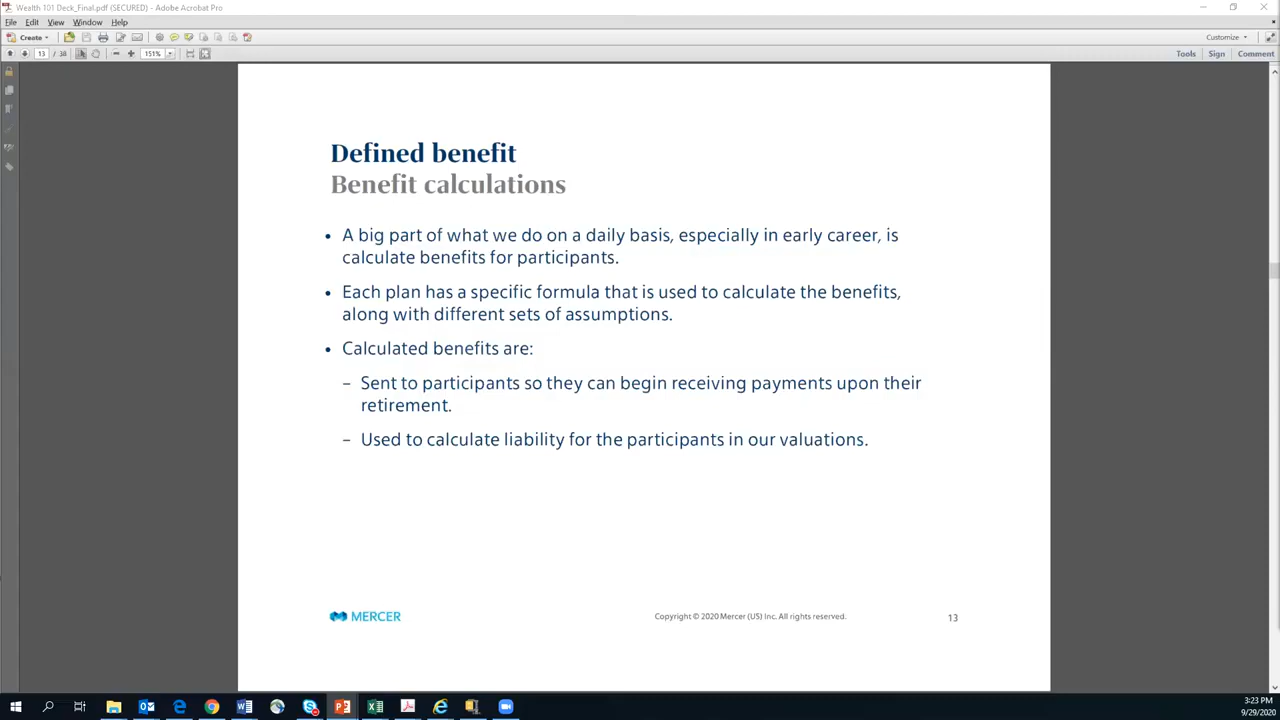 Wealth 101 Deck_Final.pdf (SECURED) - Adobe Acrobat Pro
File Edit View Window Help
Create Customize
13 / 38 151% Tools Sign Comment
Defined benefit
Benefit calculations
• A big part of what we do on a daily basis, especially in early career, is
calculate benefits for participants.
• Each plan has a specific formula that is used to calculate the benefits,
along with different sets of assumptions.
• Calculated benefits are:
– Sent to participants so they can begin receiving payments upon their
retirement.
– Used to calculate liability for the participants in our valuations.
MERCER Copyright © 2020 Mercer (US) Inc. All rights reserved. 13
3:23 PM
9/29/2020